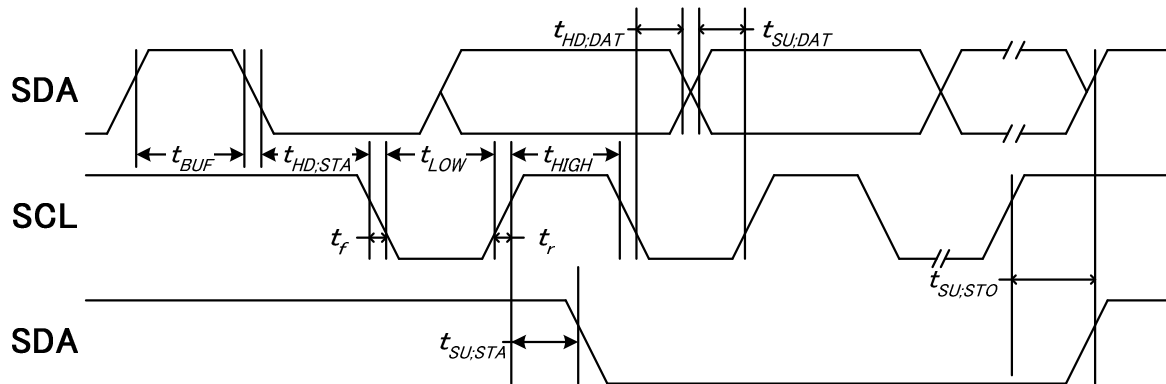 t_HD;DAT t_SU;DAT
SDA
t_BUF t_HD;STA t_LOW t_HIGH
SCL
t_f t_r
t_SU;STO
SDA
t_SU;STA